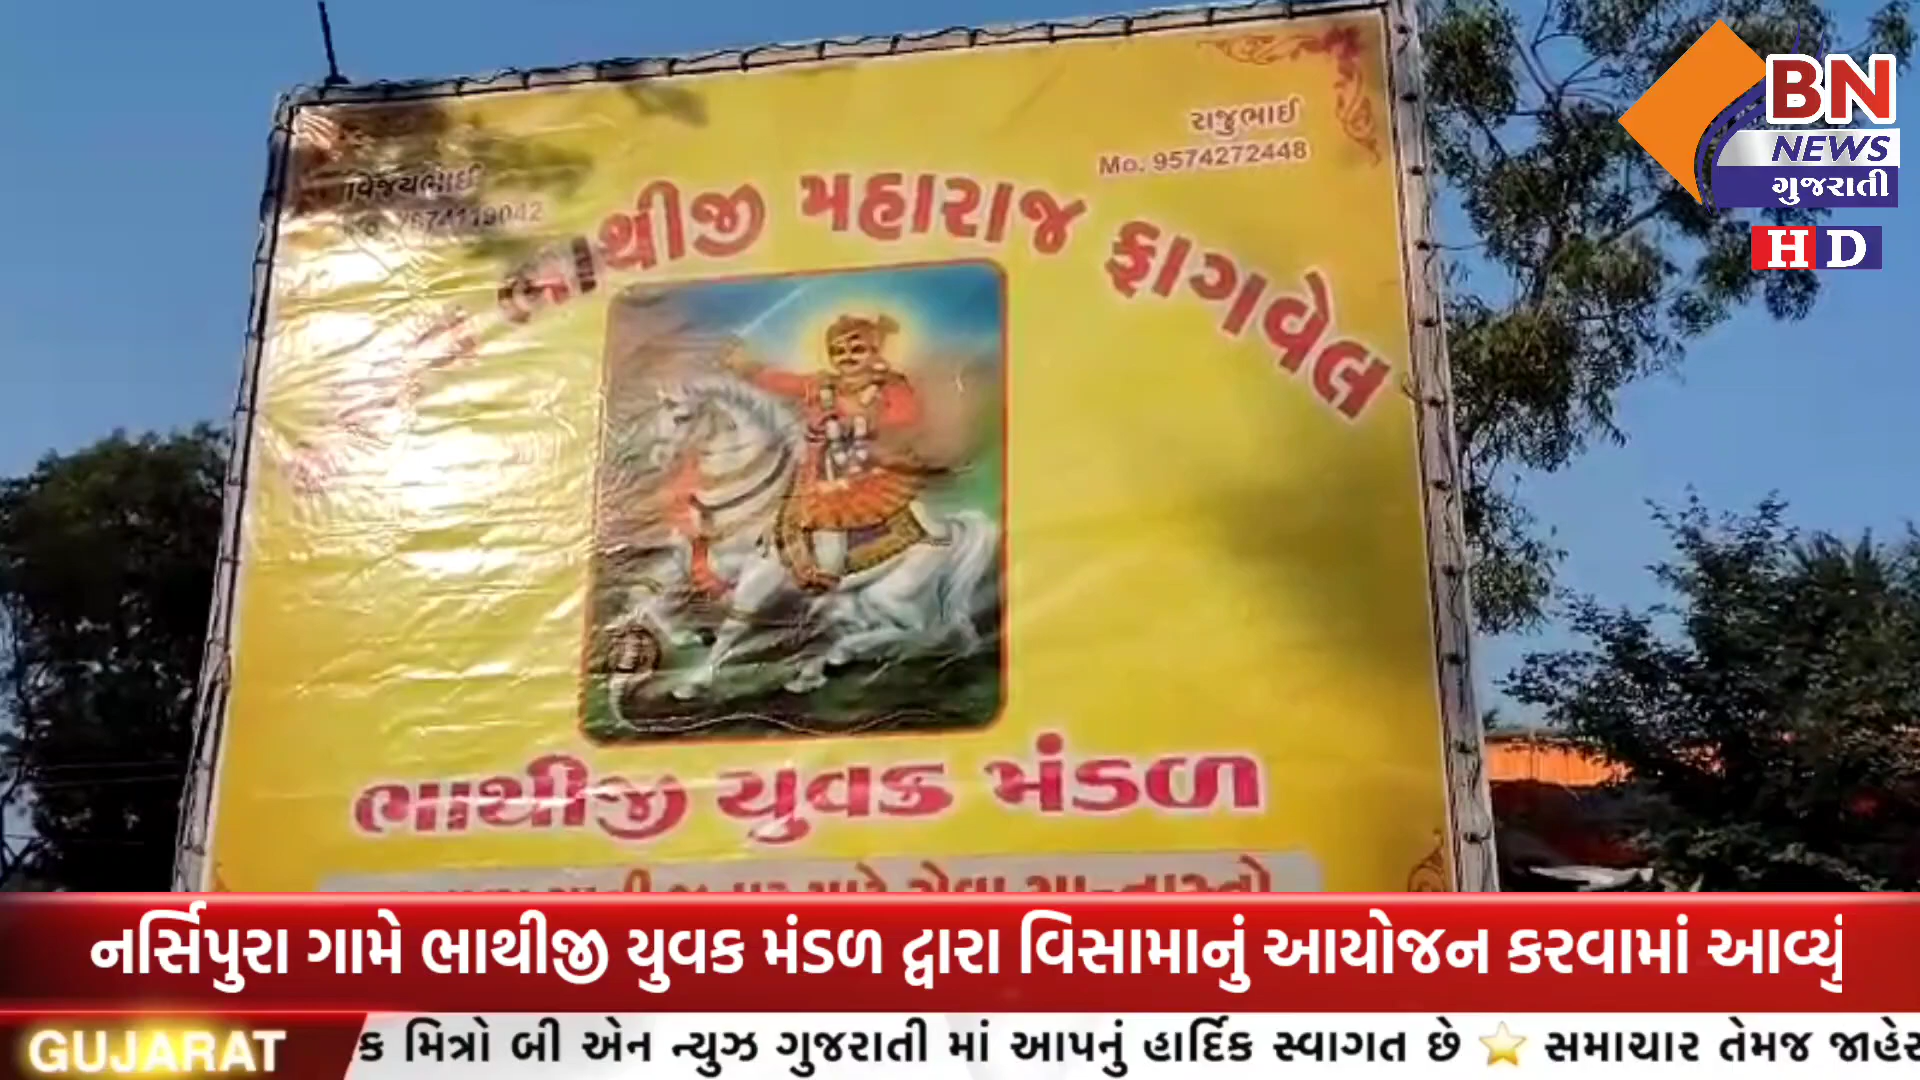 વિજયભાઈ
રાજુભાઈ
Mo. 9574272448
ભાથીજી મહારાજ ફાગવેલ
ભાથીજી યુવક મંડળ
BN
NEWS
ગુજરાતી
HD
નર્સિપુરા ગામે ભાથીજી યુવક મંડળ દ્વારા વિસામાનું આયોજન કરવામાં આવ્યું
GUJARAT
ક મિત્રો બી એન ન્યુઝ ગુજરાતી માં આપનું હાર્દિક સ્વાગત છે ⭐ સમાચાર તેમજ જાહેર